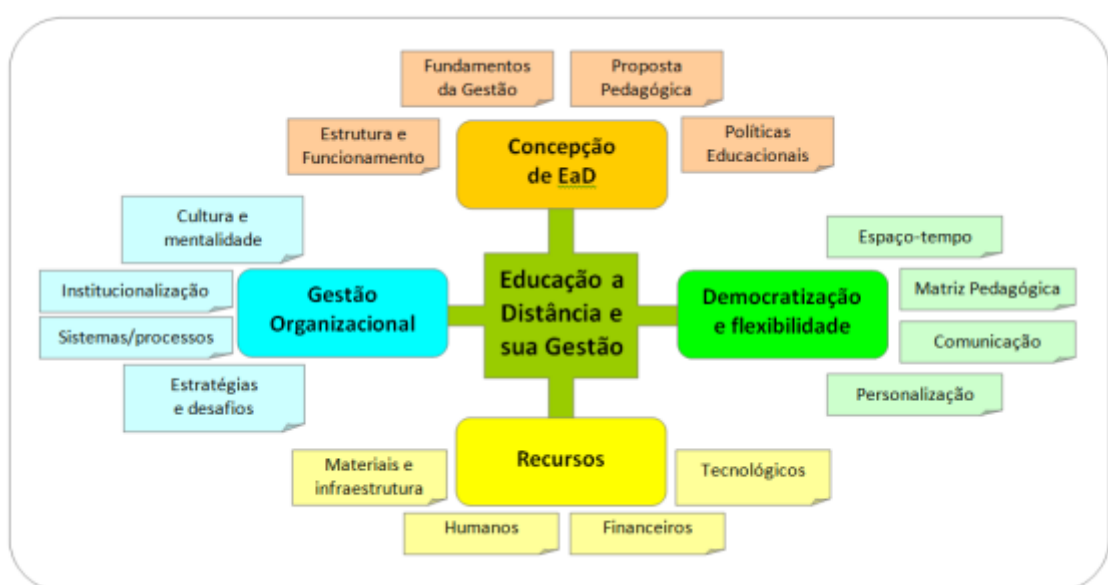 Fundamentos
da Gestão
Proposta
Pedagógica
Estrutura e
Funcionamento
Concepção
de EaD
Políticas
Educacionais
Cultura e
mentalidade
Institucionalização
Sistemas/processos
Estratégias
e desafios
Gestão
Organizacional
Educação a
Distância e
sua Gestão
Democratização
e flexibilidade
Espaço-tempo
Matriz Pedagógica
Comunicação
Personalização
Recursos
Materiais e
infraestrutura
Humanos
Financeiros
Tecnológicos